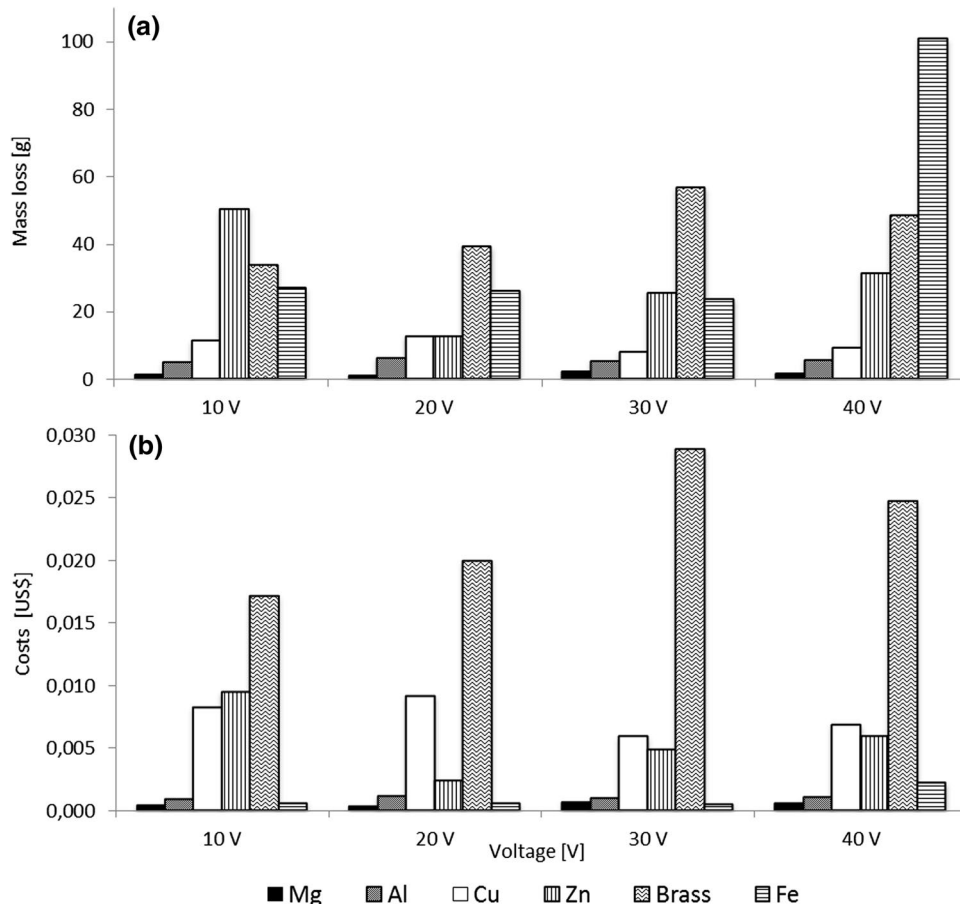 (a)
Mass loss [g]
100
80
60
40
20
0
10 V 20 V 30 V 40 V
(b)
Costs [US$]
0,030
0,025
0,020
0,015
0,010
0,005
0,000
10 V 20 V 30 V 40 V
Voltage [V]
Mg Al Cu Zn Brass Fe